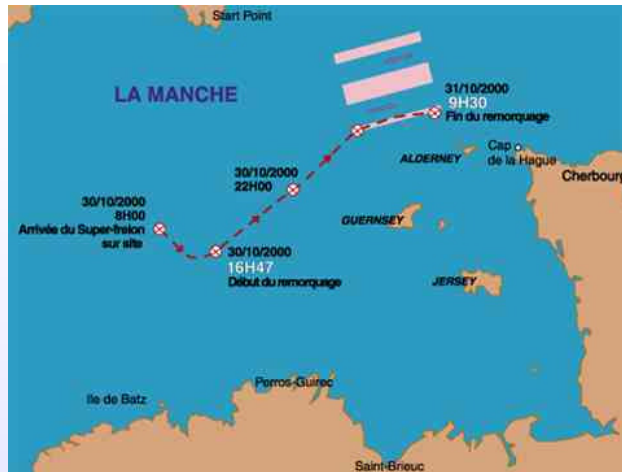 Start Point
LA MANCHE
31/10/2000
9H30
Fin du remorquage
Cap
de la Hague
ALDERNEY
Cherbourg
30/10/2000
22H00
30/10/2000
8H00
Arrivée du Super-frelon
sur site
GUERNSEY
30/10/2000
16H47
Début du remorquage
JERSEY
Perros-Guirec
Ile de Batz
Saint-Brieuc